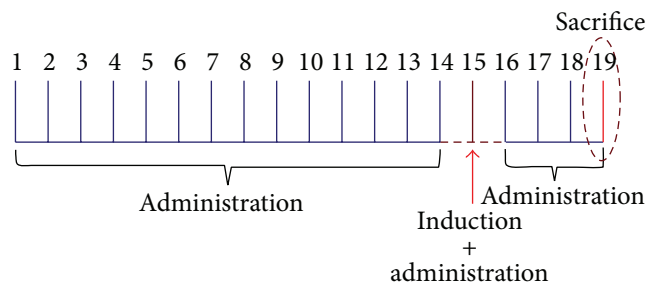 Sacrifice
1 2 3 4 5 6 7 8 9 10 11 12 13 14 15 16 17 18 19
Administration
Administration
Induction
+
administration